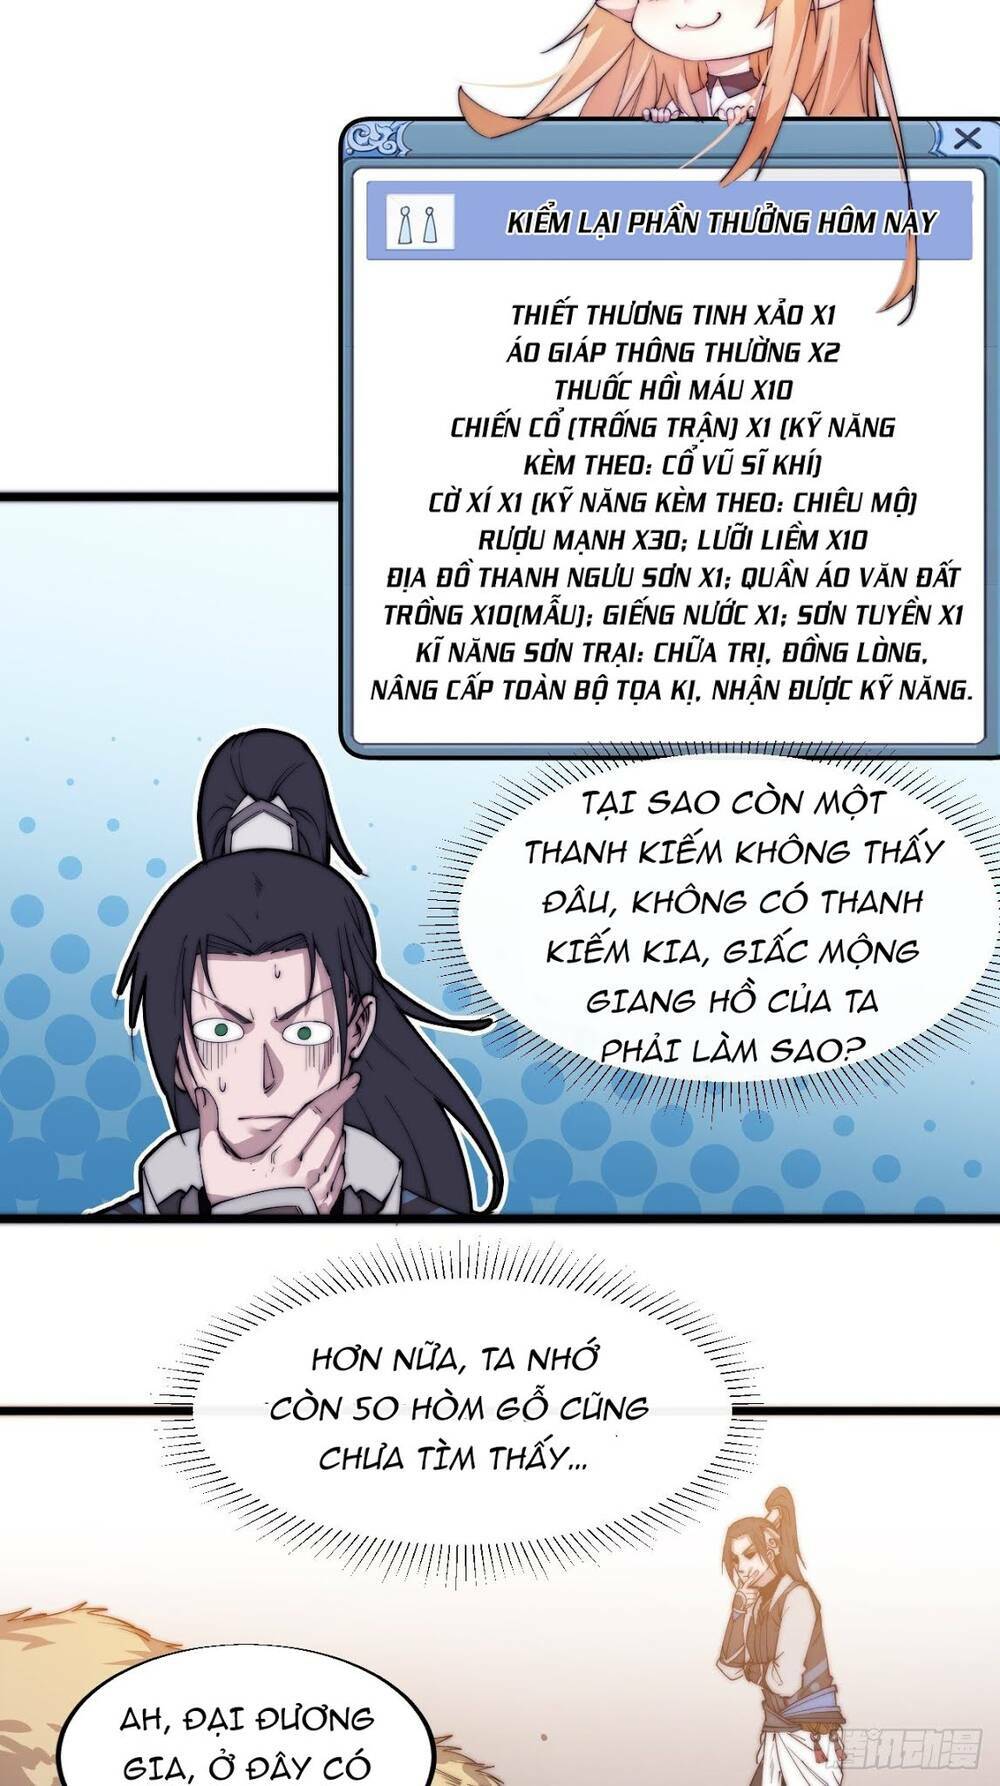 KIỂM LẠI PHẦN THƯỞNG HÔM NAY
THIẾT THƯƠNG TINH XẢO X1
ÁO GIÁP THÔNG THƯỜNG X2
THUỐC HỒI MÁU X10
CHIẾN CỔ (TRỐNG TRẬN) X1 (KỸ NĂNG
KÈM THEO: CỔ VŨ SĨ KHÍ)
CỜ XÍ X1 (KỸ NĂNG KÈM THEO: CHIÊU MỘ)
RƯỢU MẠNH X30; LƯỠI LIỀM X10
ĐỊA ĐỒ THANH NGƯU SƠN X1; QUẦN ÁO VĂN ĐẤT
TRỒNG X10(MẪU); GIẾNG NƯỚC X1; SƠN TUYỀN X1
KĨ NĂNG SƠN TRẠI: CHỮA TRỊ, ĐỒNG LÒNG,
NÂNG CẤP TOÀN BỘ TỌA KỊ, NHẬN ĐƯỢC KỸ NĂNG.
TẠI SAO CÒN MỘT
THANH KIẾM KHÔNG THẤY
ĐÂU, KHÔNG CÓ THANH
KIẾM KIA, GIẤC MỘNG
GIANG HỒ CỦA TA
PHẢI LÀM SAO?
HƠN NỮA, TA NHỚ
CÒN 50 HÒM GỖ CŨNG
CHƯA TÌM THẤY...
AH, ĐẠI ĐƯƠNG
GIA, Ở ĐÂY CÓ
腾讯动漫